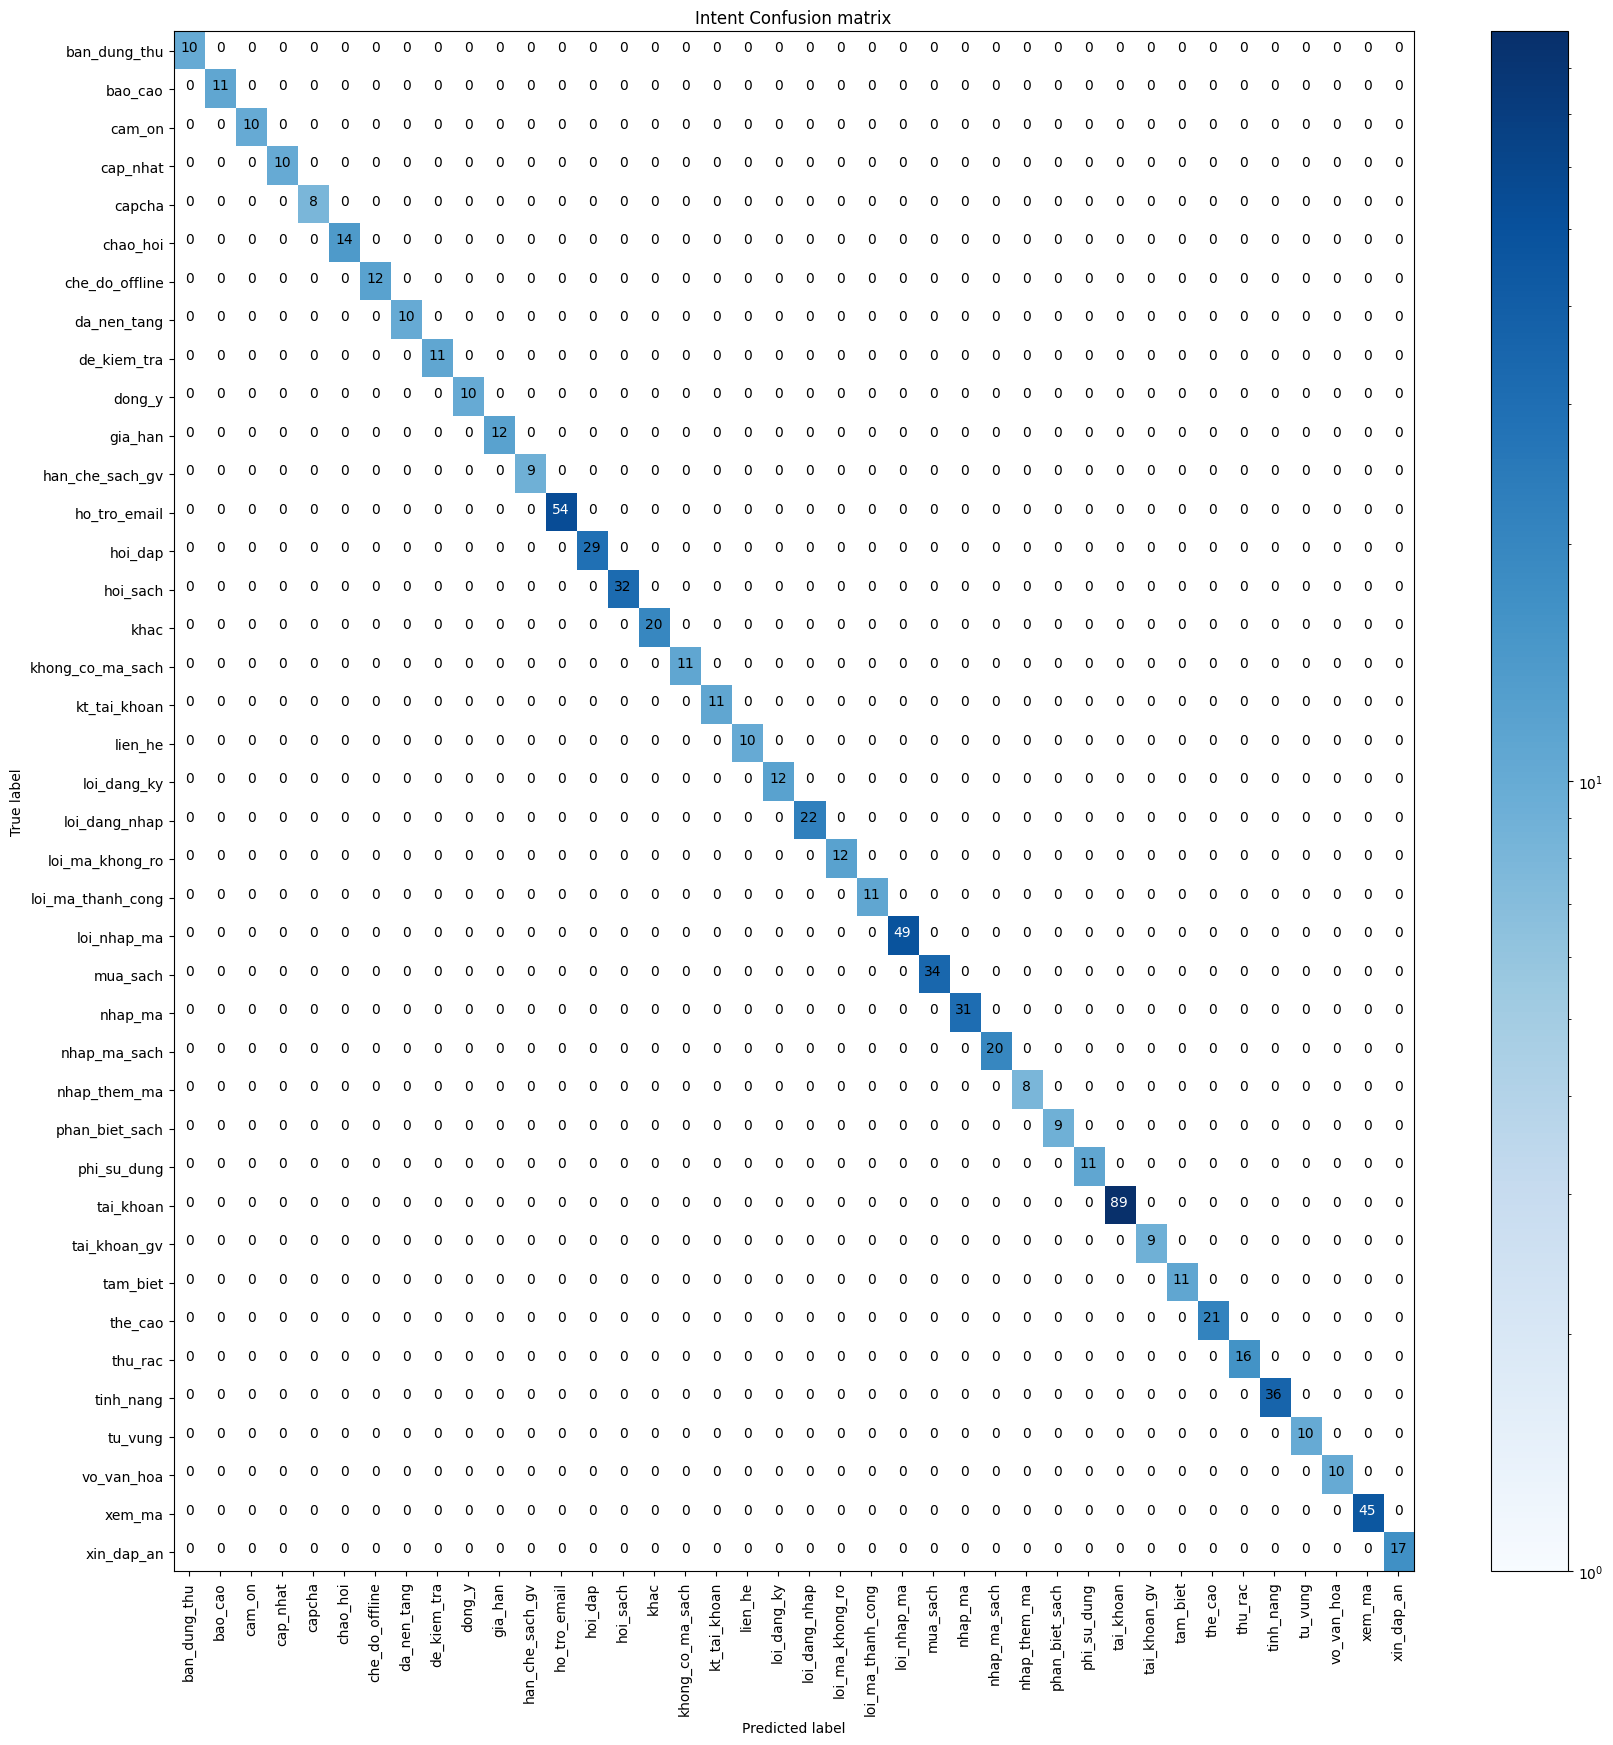 Intent Confusion matrix
True label
ban_dung_thu 10 0 0 0 0 0 0 0 0 0 0 0 0 0 0 0 0 0 0 0 0 0 0 0 0 0 0 0 0 0 0 0 0 0 0 0 0 0 0 0
bao_cao 0 11 0 0 0 0 0 0 0 0 0 0 0 0 0 0 0 0 0 0 0 0 0 0 0 0 0 0 0 0 0 0 0 0 0 0 0 0 0 0
cam_on 0 0 10 0 0 0 0 0 0 0 0 0 0 0 0 0 0 0 0 0 0 0 0 0 0 0 0 0 0 0 0 0 0 0 0 0 0 0 0 0
cap_nhat 0 0 0 10 0 0 0 0 0 0 0 0 0 0 0 0 0 0 0 0 0 0 0 0 0 0 0 0 0 0 0 0 0 0 0 0 0 0 0 0
capcha 0 0 0 0 8 0 0 0 0 0 0 0 0 0 0 0 0 0 0 0 0 0 0 0 0 0 0 0 0 0 0 0 0 0 0 0 0 0 0 0
chao_hoi 0 0 0 0 0 14 0 0 0 0 0 0 0 0 0 0 0 0 0 0 0 0 0 0 0 0 0 0 0 0 0 0 0 0 0 0 0 0 0 0
che_do_offline 0 0 0 0 0 0 12 0 0 0 0 0 0 0 0 0 0 0 0 0 0 0 0 0 0 0 0 0 0 0 0 0 0 0 0 0 0 0 0 0
da_nen_tang 0 0 0 0 0 0 0 10 0 0 0 0 0 0 0 0 0 0 0 0 0 0 0 0 0 0 0 0 0 0 0 0 0 0 0 0 0 0 0 0
de_kiem_tra 0 0 0 0 0 0 0 0 11 0 0 0 0 0 0 0 0 0 0 0 0 0 0 0 0 0 0 0 0 0 0 0 0 0 0 0 0 0 0 0
dong_y 0 0 0 0 0 0 0 0 0 10 0 0 0 0 0 0 0 0 0 0 0 0 0 0 0 0 0 0 0 0 0 0 0 0 0 0 0 0 0 0
gia_han 0 0 0 0 0 0 0 0 0 0 12 0 0 0 0 0 0 0 0 0 0 0 0 0 0 0 0 0 0 0 0 0 0 0 0 0 0 0 0 0
han_che_sach_gv 0 0 0 0 0 0 0 0 0 0 0 9 0 0 0 0 0 0 0 0 0 0 0 0 0 0 0 0 0 0 0 0 0 0 0 0 0 0 0 0
ho_tro_email 0 0 0 0 0 0 0 0 0 0 0 0 54 0 0 0 0 0 0 0 0 0 0 0 0 0 0 0 0 0 0 0 0 0 0 0 0 0 0 0
hoi_dap 0 0 0 0 0 0 0 0 0 0 0 0 0 29 0 0 0 0 0 0 0 0 0 0 0 0 0 0 0 0 0 0 0 0 0 0 0 0 0 0
hoi_sach 0 0 0 0 0 0 0 0 0 0 0 0 0 0 32 0 0 0 0 0 0 0 0 0 0 0 0 0 0 0 0 0 0 0 0 0 0 0 0 0
khac 0 0 0 0 0 0 0 0 0 0 0 0 0 0 0 20 0 0 0 0 0 0 0 0 0 0 0 0 0 0 0 0 0 0 0 0 0 0 0 0
khong_co_ma_sach 0 0 0 0 0 0 0 0 0 0 0 0 0 0 0 0 11 0 0 0 0 0 0 0 0 0 0 0 0 0 0 0 0 0 0 0 0 0 0 0
kt_tai_khoan 0 0 0 0 0 0 0 0 0 0 0 0 0 0 0 0 0 11 0 0 0 0 0 0 0 0 0 0 0 0 0 0 0 0 0 0 0 0 0 0
lien_he 0 0 0 0 0 0 0 0 0 0 0 0 0 0 0 0 0 0 10 0 0 0 0 0 0 0 0 0 0 0 0 0 0 0 0 0 0 0 0 0
loi_dang_ky 0 0 0 0 0 0 0 0 0 0 0 0 0 0 0 0 0 0 0 12 0 0 0 0 0 0 0 0 0 0 0 0 0 0 0 0 0 0 0 0
loi_dang_nhap 0 0 0 0 0 0 0 0 0 0 0 0 0 0 0 0 0 0 0 0 22 0 0 0 0 0 0 0 0 0 0 0 0 0 0 0 0 0 0 0
loi_ma_khong_ro 0 0 0 0 0 0 0 0 0 0 0 0 0 0 0 0 0 0 0 0 0 12 0 0 0 0 0 0 0 0 0 0 0 0 0 0 0 0 0 0
loi_ma_thanh_cong 0 0 0 0 0 0 0 0 0 0 0 0 0 0 0 0 0 0 0 0 0 0 11 0 0 0 0 0 0 0 0 0 0 0 0 0 0 0 0 0
loi_nhap_ma 0 0 0 0 0 0 0 0 0 0 0 0 0 0 0 0 0 0 0 0 0 0 0 49 0 0 0 0 0 0 0 0 0 0 0 0 0 0 0 0
mua_sach 0 0 0 0 0 0 0 0 0 0 0 0 0 0 0 0 0 0 0 0 0 0 0 0 34 0 0 0 0 0 0 0 0 0 0 0 0 0 0 0
nhap_ma 0 0 0 0 0 0 0 0 0 0 0 0 0 0 0 0 0 0 0 0 0 0 0 0 0 31 0 0 0 0 0 0 0 0 0 0 0 0 0 0
nhap_ma_sach 0 0 0 0 0 0 0 0 0 0 0 0 0 0 0 0 0 0 0 0 0 0 0 0 0 0 20 0 0 0 0 0 0 0 0 0 0 0 0 0
nhap_them_ma 0 0 0 0 0 0 0 0 0 0 0 0 0 0 0 0 0 0 0 0 0 0 0 0 0 0 0 8 0 0 0 0 0 0 0 0 0 0 0 0
phan_biet_sach 0 0 0 0 0 0 0 0 0 0 0 0 0 0 0 0 0 0 0 0 0 0 0 0 0 0 0 0 9 0 0 0 0 0 0 0 0 0 0 0
phi_su_dung 0 0 0 0 0 0 0 0 0 0 0 0 0 0 0 0 0 0 0 0 0 0 0 0 0 0 0 0 0 11 0 0 0 0 0 0 0 0 0 0
tai_khoan 0 0 0 0 0 0 0 0 0 0 0 0 0 0 0 0 0 0 0 0 0 0 0 0 0 0 0 0 0 0 89 0 0 0 0 0 0 0 0 0
tai_khoan_gv 0 0 0 0 0 0 0 0 0 0 0 0 0 0 0 0 0 0 0 0 0 0 0 0 0 0 0 0 0 0 0 9 0 0 0 0 0 0 0 0
tam_biet 0 0 0 0 0 0 0 0 0 0 0 0 0 0 0 0 0 0 0 0 0 0 0 0 0 0 0 0 0 0 0 0 11 0 0 0 0 0 0 0
the_cao 0 0 0 0 0 0 0 0 0 0 0 0 0 0 0 0 0 0 0 0 0 0 0 0 0 0 0 0 0 0 0 0 0 21 0 0 0 0 0 0
thu_rac 0 0 0 0 0 0 0 0 0 0 0 0 0 0 0 0 0 0 0 0 0 0 0 0 0 0 0 0 0 0 0 0 0 0 16 0 0 0 0 0
tinh_nang 0 0 0 0 0 0 0 0 0 0 0 0 0 0 0 0 0 0 0 0 0 0 0 0 0 0 0 0 0 0 0 0 0 0 0 36 0 0 0 0
tu_vung 0 0 0 0 0 0 0 0 0 0 0 0 0 0 0 0 0 0 0 0 0 0 0 0 0 0 0 0 0 0 0 0 0 0 0 0 10 0 0 0
vo_van_hoa 0 0 0 0 0 0 0 0 0 0 0 0 0 0 0 0 0 0 0 0 0 0 0 0 0 0 0 0 0 0 0 0 0 0 0 0 0 10 0 0
xem_ma 0 0 0 0 0 0 0 0 0 0 0 0 0 0 0 0 0 0 0 0 0 0 0 0 0 0 0 0 0 0 0 0 0 0 0 0 0 0 45 0
xin_dap_an 0 0 0 0 0 0 0 0 0 0 0 0 0 0 0 0 0 0 0 0 0 0 0 0 0 0 0 0 0 0 0 0 0 0 0 0 0 0 0 17
ban_dung_thu
bao_cao
cam_on
cap_nhat
capcha
chao_hoi
che_do_offline
da_nen_tang
de_kiem_tra
dong_y
gia_han
han_che_sach_gv
ho_tro_email
hoi_dap
hoi_sach
khac
khong_co_ma_sach
kt_tai_khoan
lien_he
loi_dang_ky
loi_dang_nhap
loi_ma_khong_ro
loi_ma_thanh_cong
loi_nhap_ma
mua_sach
nhap_ma
nhap_ma_sach
nhap_them_ma
phan_biet_sach
phi_su_dung
tai_khoan
tai_khoan_gv
tam_biet
the_cao
thu_rac
tinh_nang
tu_vung
vo_van_hoa
xem_ma
xin_dap_an
Predicted label
10¹
10⁰